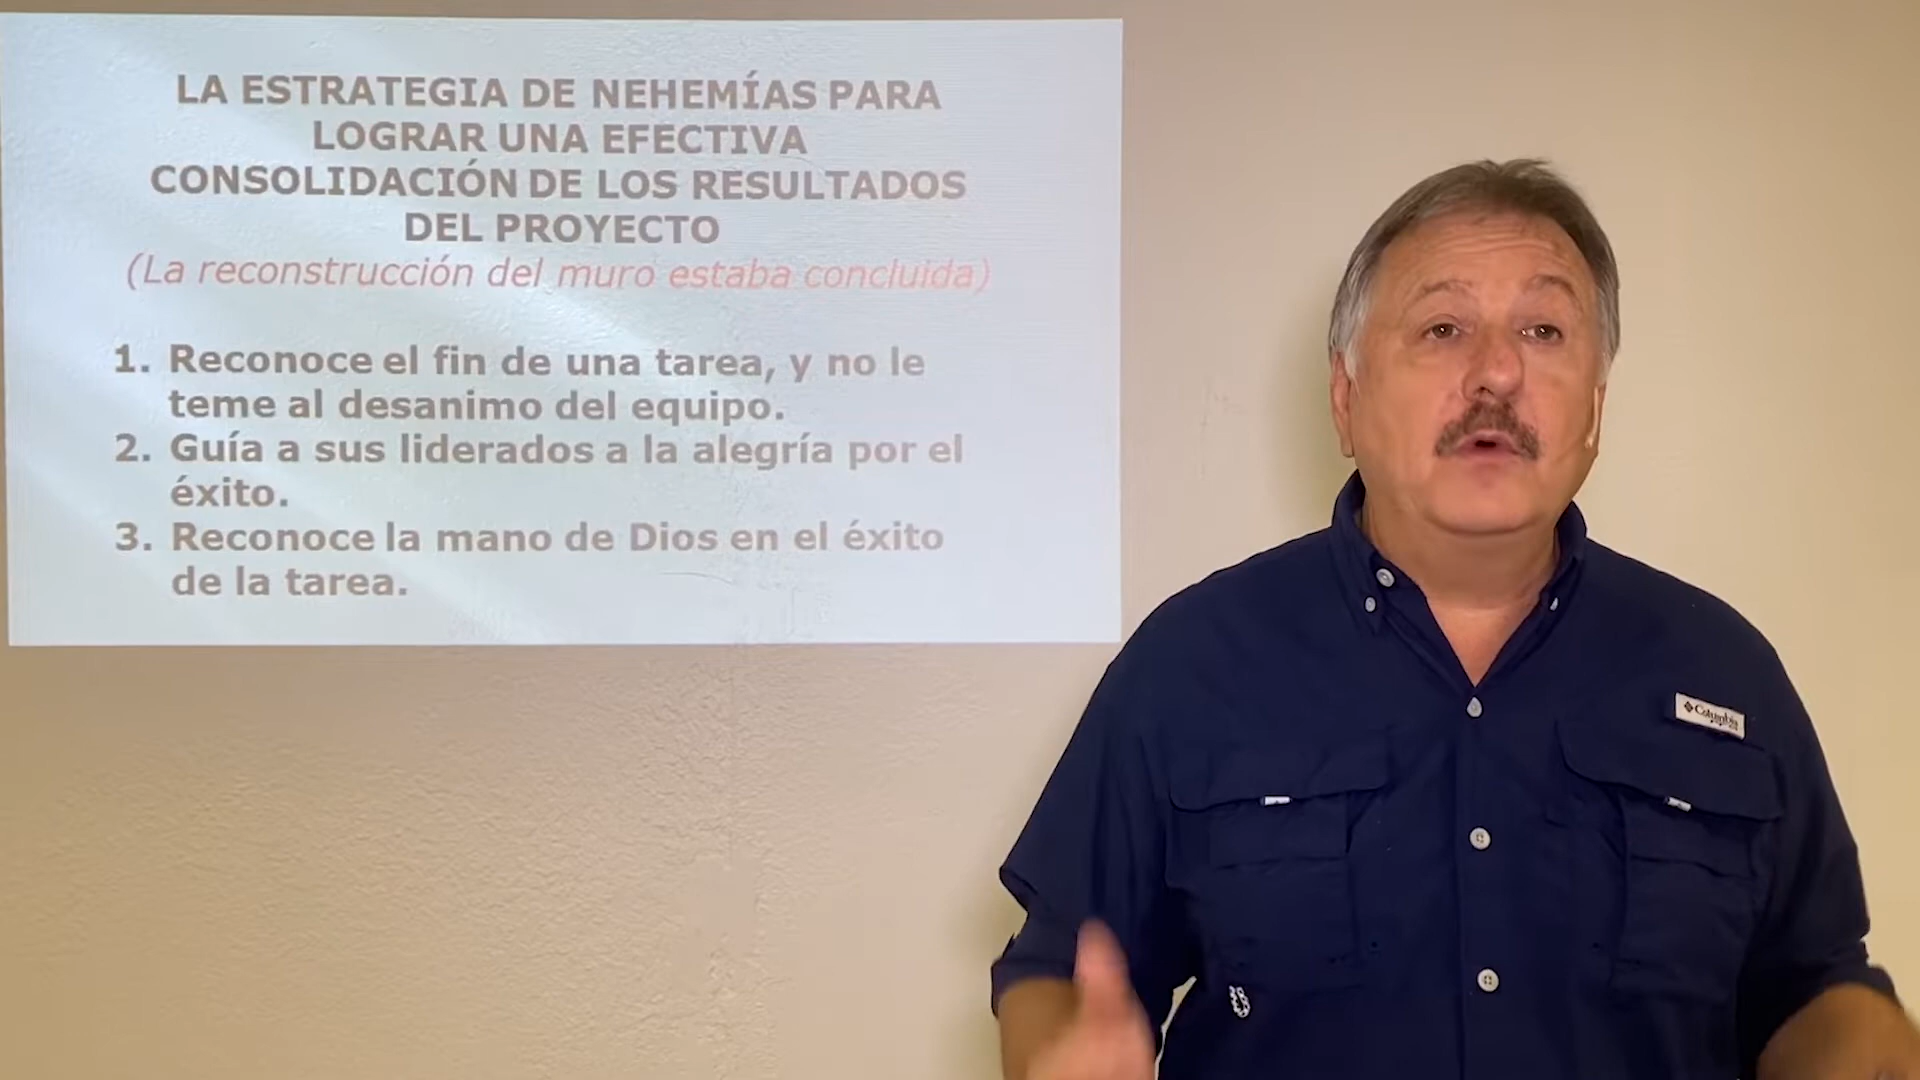 LA ESTRATEGIA DE NEHEMÍAS PARA
LOGRAR UNA EFECTIVA
CONSOLIDACIÓN DE LOS RESULTADOS
DEL PROYECTO
(La reconstrucción del muro estaba concluida)
1. Reconoce el fin de una tarea, y no le
teme al desanimo del equipo.
2. Guía a sus liderados a la alegría por el
éxito.
3. Reconoce la mano de Dios en el éxito
de la tarea.
Columbia